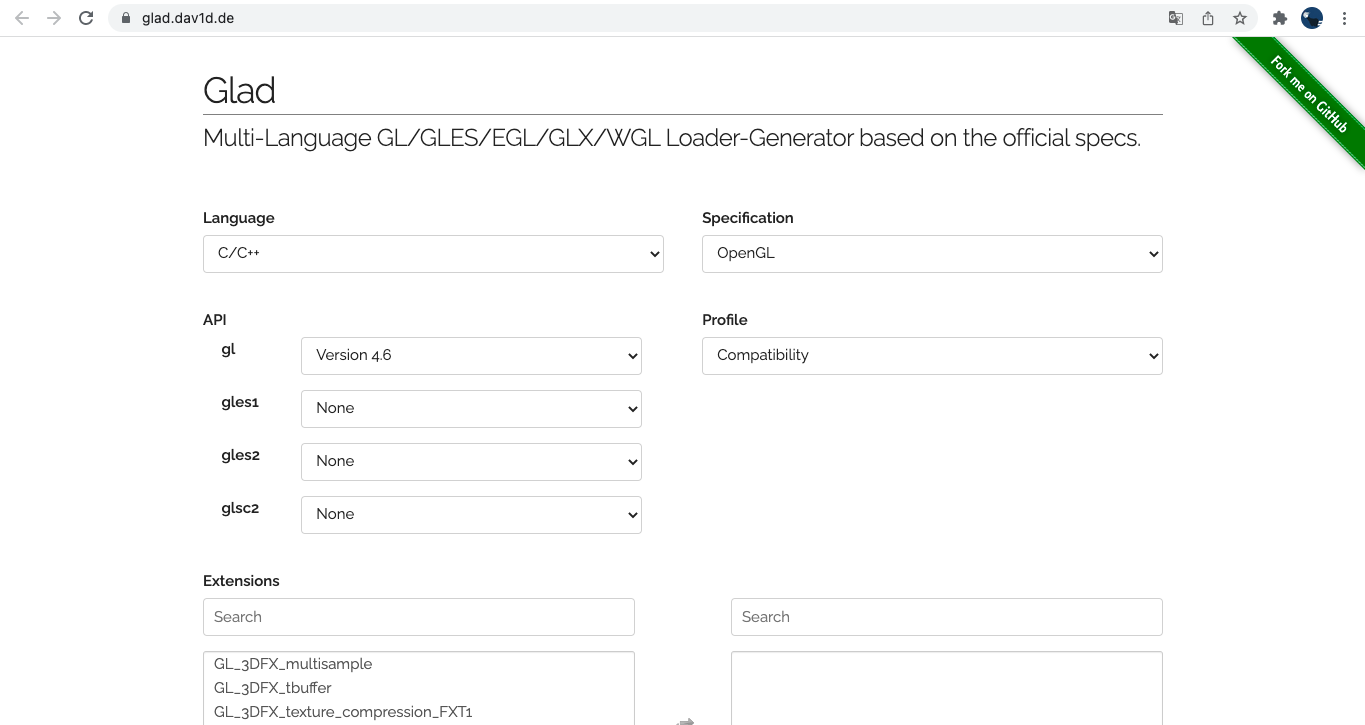 glad.dav1d.de
Fork me on GitHub
Glad
Multi-Language GL/GLES/EGL/GLX/WGL Loader-Generator based on the official specs.
Language
Specification
C/C++
OpenGL
API
Profile
gl
Version 4.6
Compatibility
gles1
None
gles2
None
glsc2
None
Extensions
Search
Search
GL_3DFX_multisample
GL_3DFX_tbuffer
GL_3DFX_texture_compression_FXT1